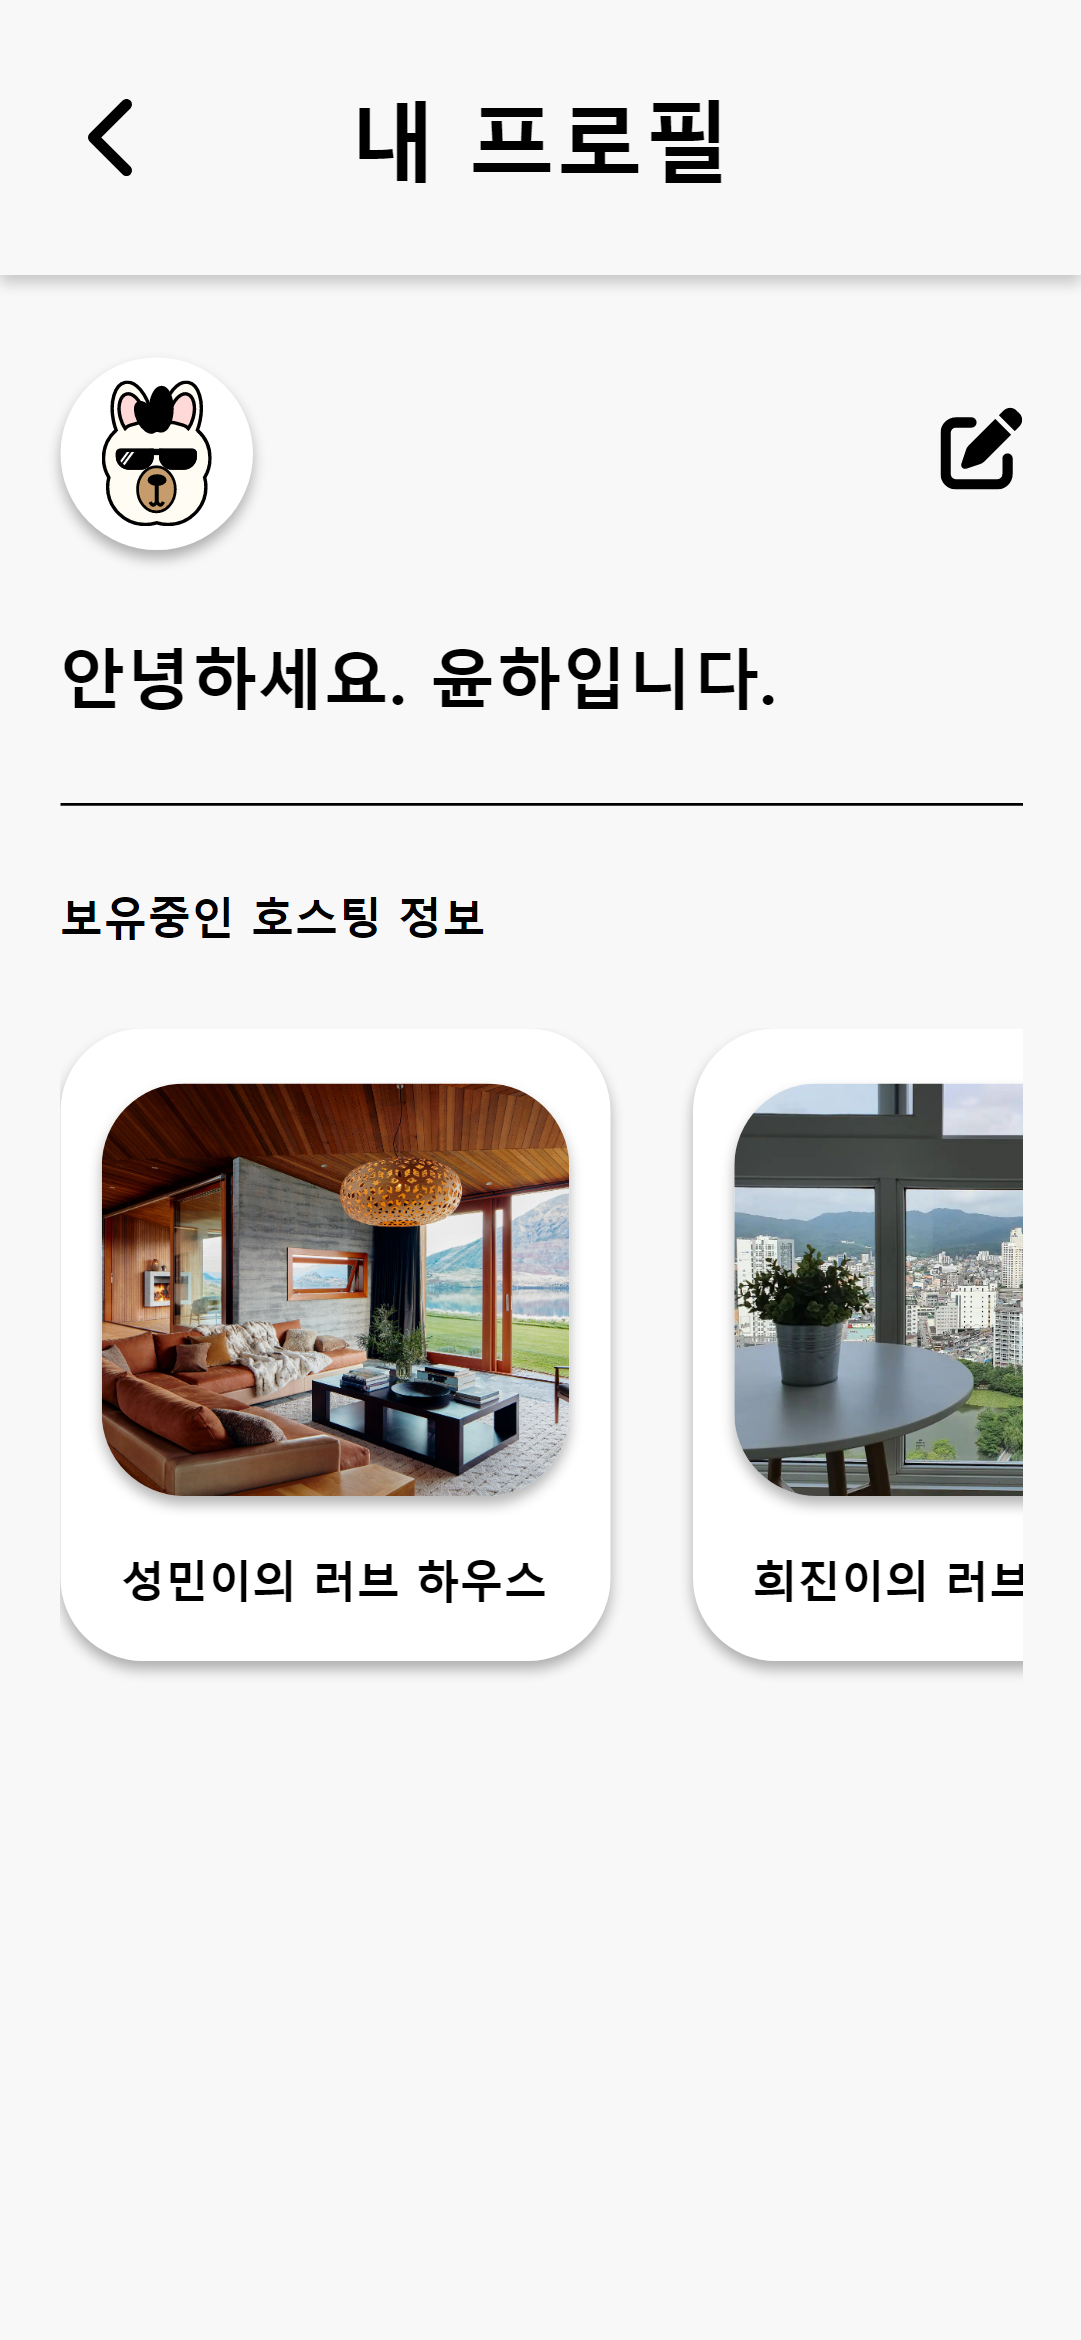 내 프로필
안녕하세요. 윤하입니다.
보유중인 호스팅 정보
성민이의 러브 하우스
희진이의 러브